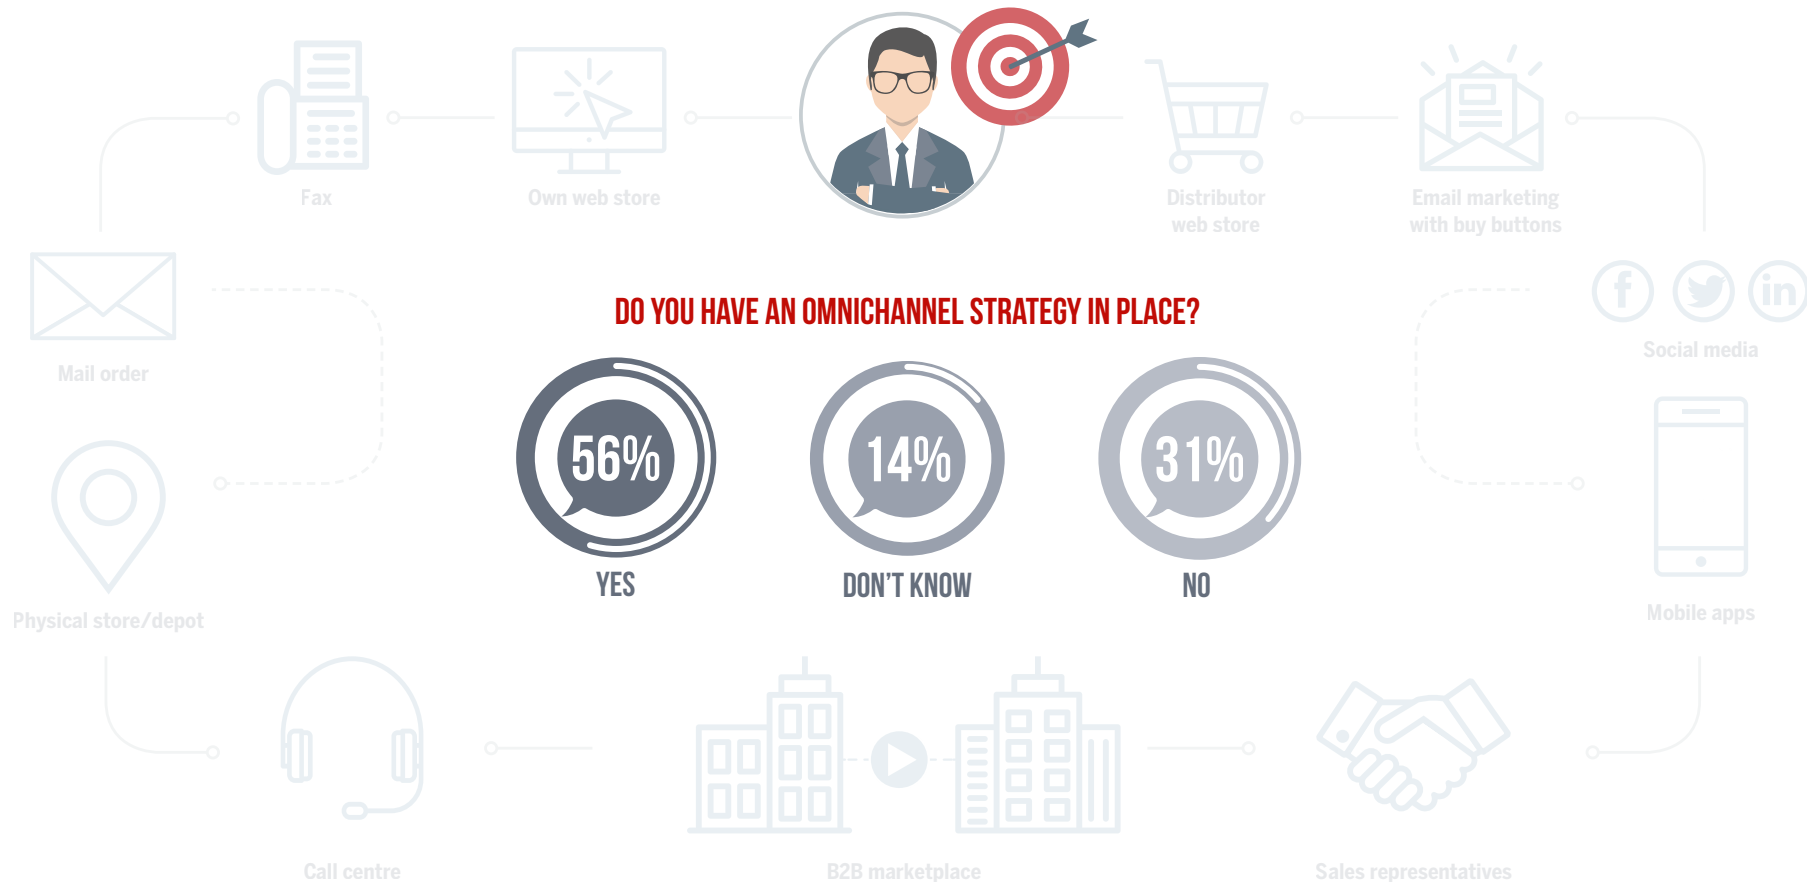 Fax
Own web store
Distributor
web store
Email marketing
with buy buttons
Mail order
Social media
DO YOU HAVE AN OMNICHANNEL STRATEGY IN PLACE?
56%
14%
31%
YES
DON'T KNOW
NO
Physical store/depot
Mobile apps
Call centre
B2B marketplace
Sales representatives